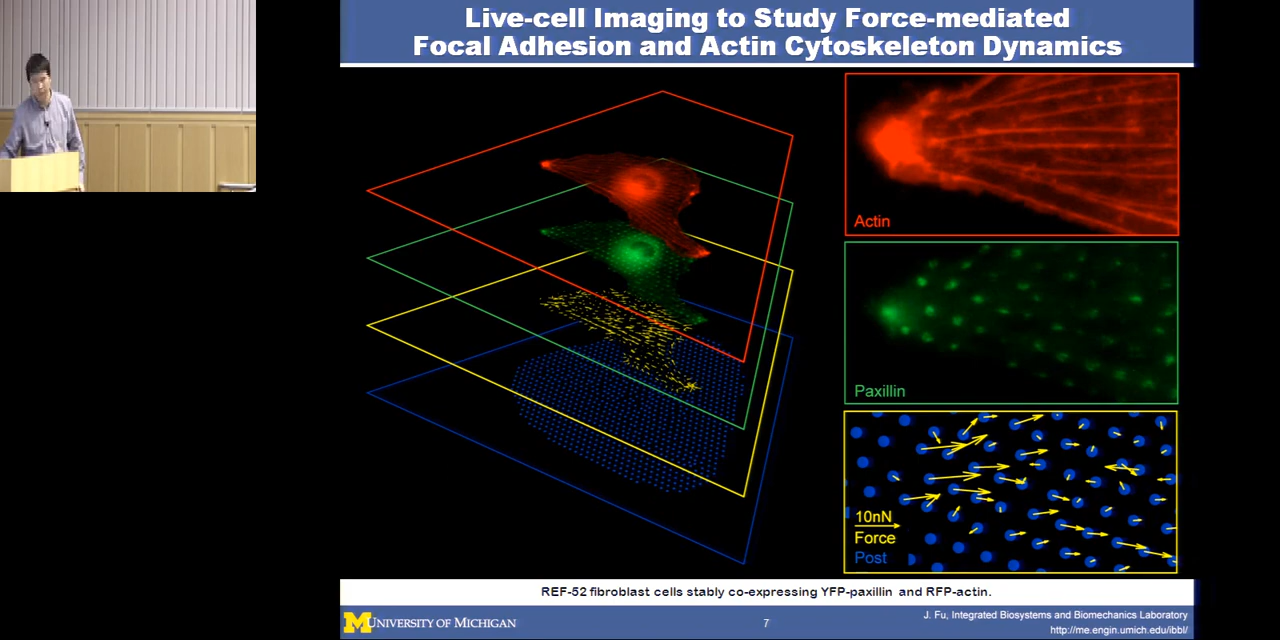 Live-cell Imaging to Study Force-mediated
Focal Adhesion and Actin Cytoskeleton Dynamics
Actin
Paxillin
10nN
Force
Post
REF-52 fibroblast cells stably co-expressing YFP-paxillin and RFP-actin.
M UNIVERSITY OF MICHIGAN
7
J. Fu, Integrated Biosystems and Biomechanics Laboratory
http://me.engin.umich.edu/ibbl/